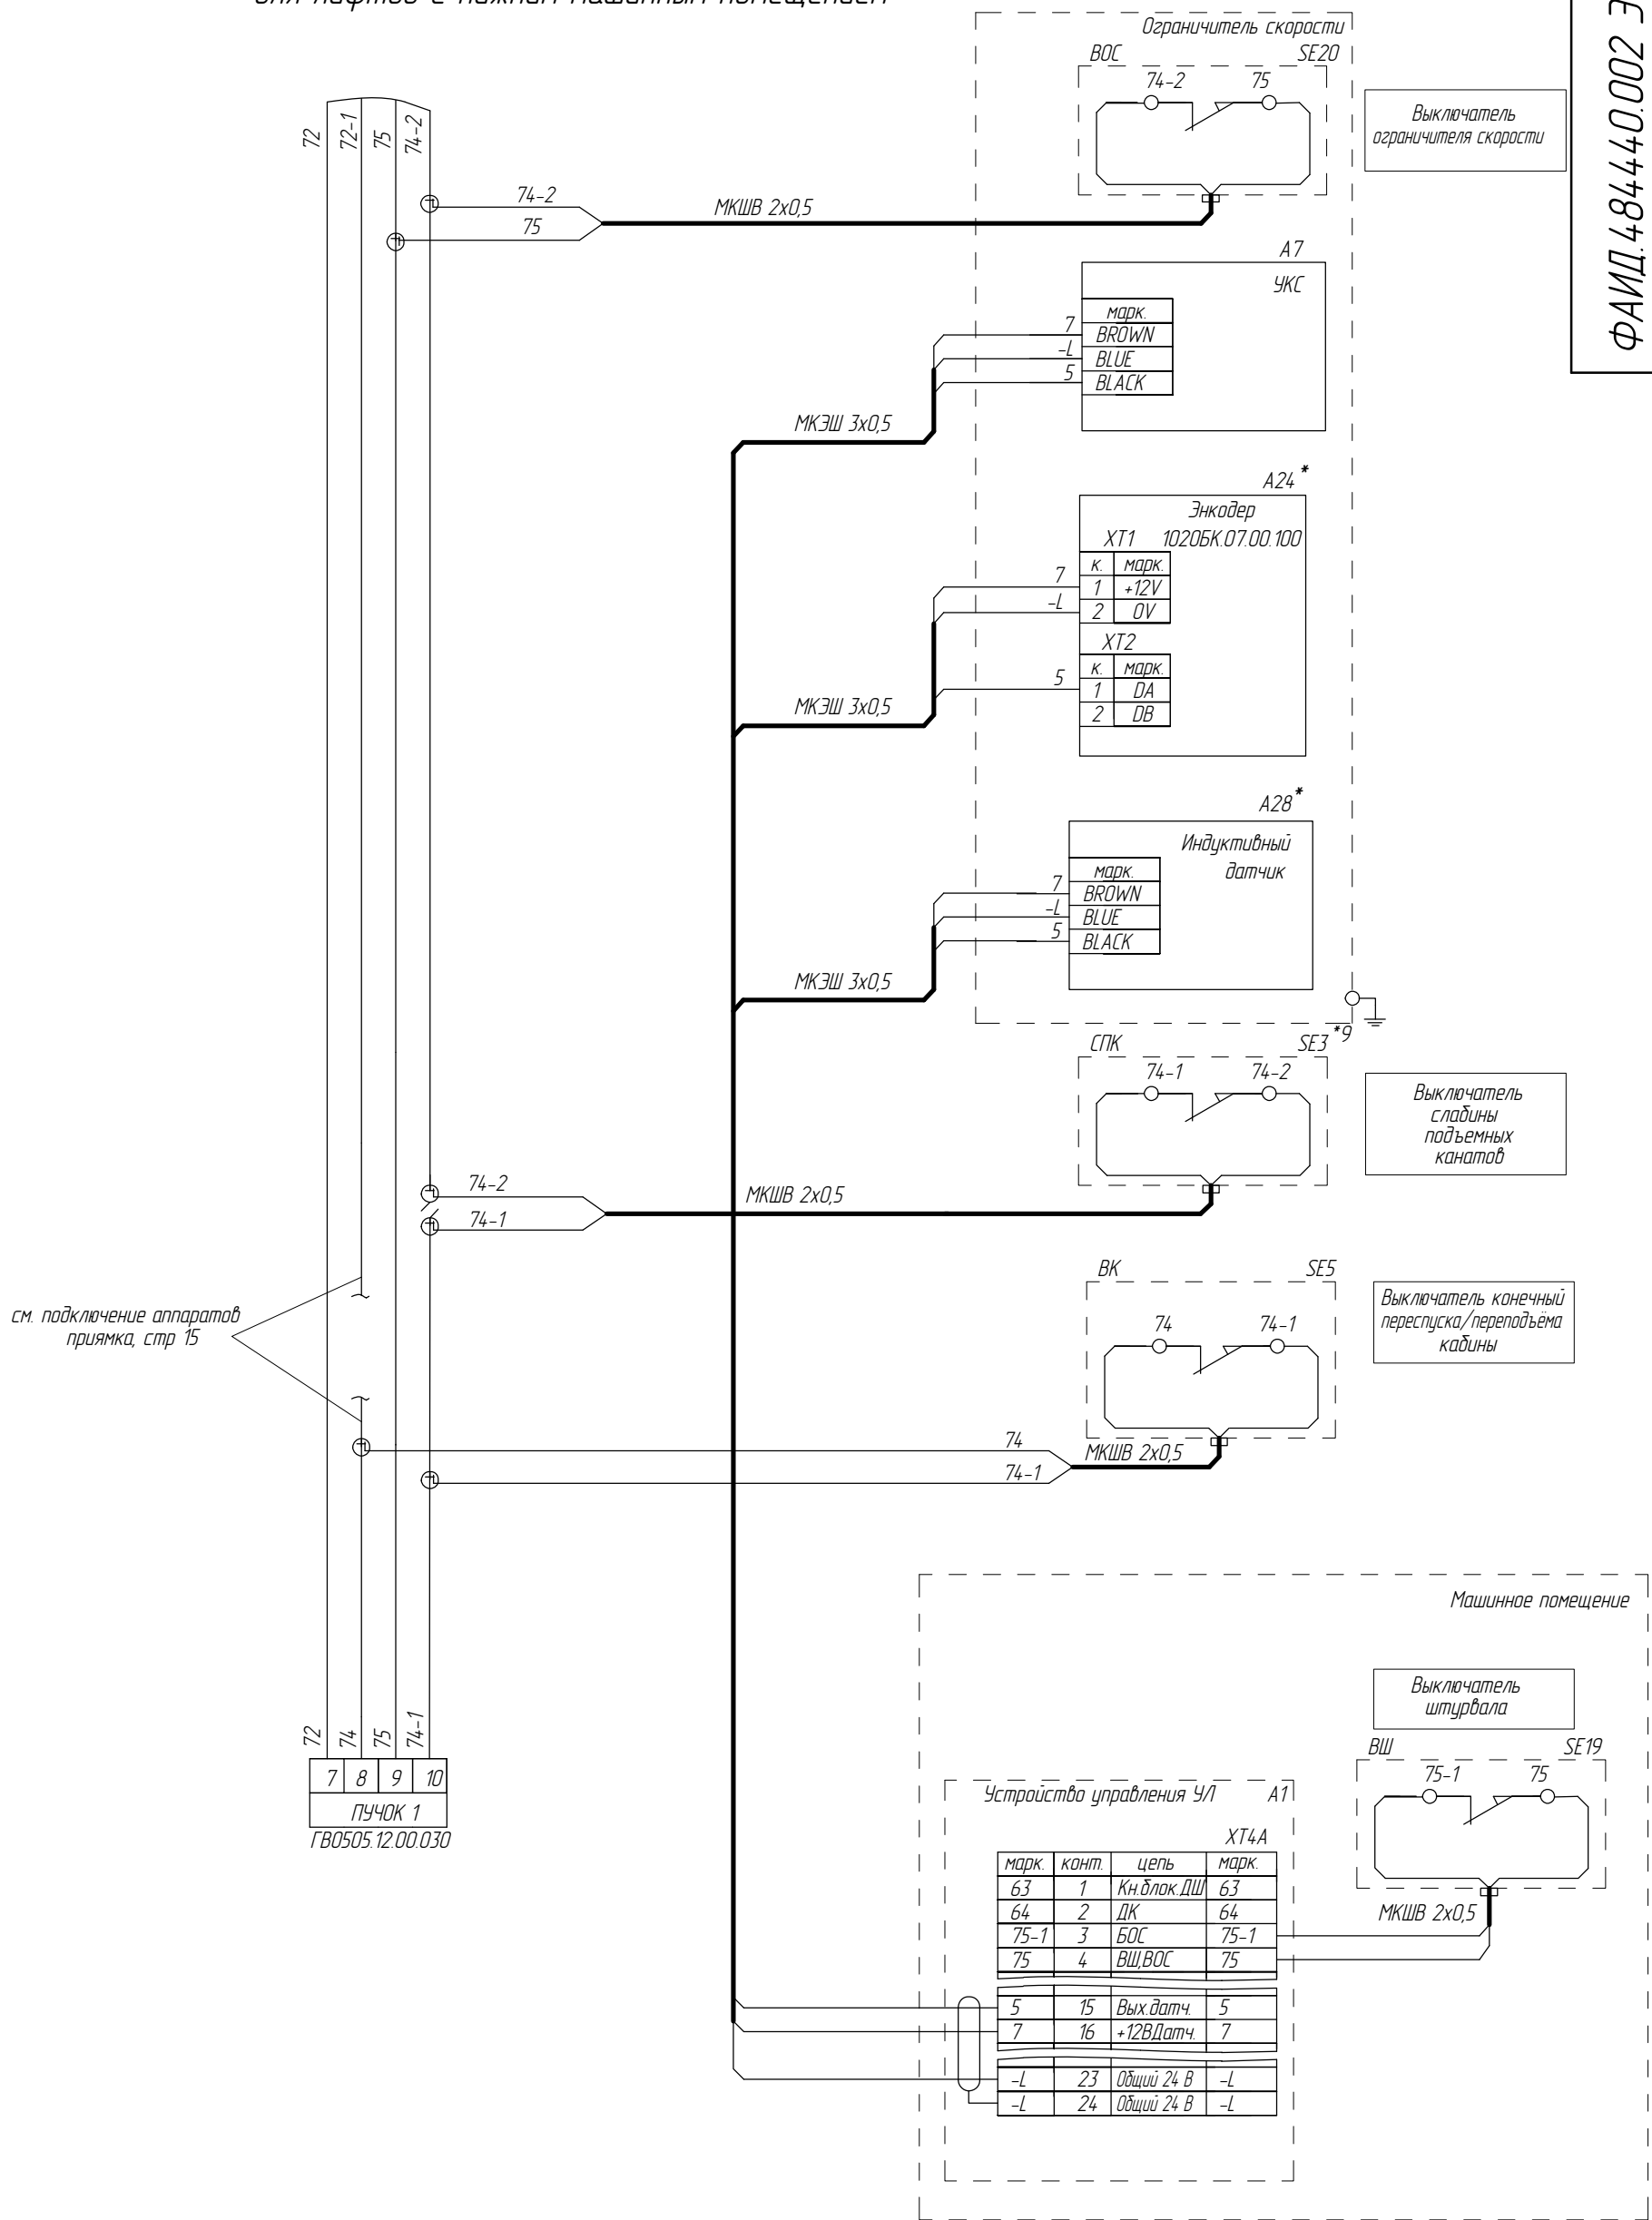 для лифтов с нижним машинным помещением
ФАИД.484440.002 Э
Ограничитель скорости
ВОС SE20
74-2 75
Выключатель
ограничителя скорости
72 72-1 75 74-2
74-2
75
МКШВ 2х0,5
А7
УКС
марк.
7 BROWN
-L BLUE
5 BLACK
МКЭШ 3х0,5
А24*
Энкодер
ХТ1 1020БК.07.00.100
к. марк.
7 1 +12V
-L 2 0V
ХТ2
к. марк.
5 1 DA
2 DB
МКЭШ 3х0,5
А28*
Индуктивный
датчик
марк.
7 BROWN
-L BLUE
5 BLACK
МКЭШ 3х0,5
*9
СПК SE3
74-1 74-2
Выключатель
слабины
подъемных
канатов
74-2
74-1
МКШВ 2х0,5
ВК SE5
74 74-1
Выключатель конечный
переспуска/переподъёма
кабины
см. подключение аппаратов
приямка, стр 15
74
74-1
МКШВ 2х0,5
Машинное помещение
Выключатель
штурвала
ВШ SE19
75-1 75
МКШВ 2х0,5
72 74 75 74-1
7 8 9 10
ПУЧОК 1
ГВ0505.12.00.030
Устройство управления УЛ А1
ХТ4А
марк. конт. цепь марк.
63 1 Кн.блок.ДШ 63
64 2 ДК 64
75-1 3 БОС 75-1
75 4 ВШ,ВОС 75
5 15 Вых.датч. 5
7 16 +12ВДатч. 7
-L 23 Общий 24 В -L
-L 24 Общий 24 В -L